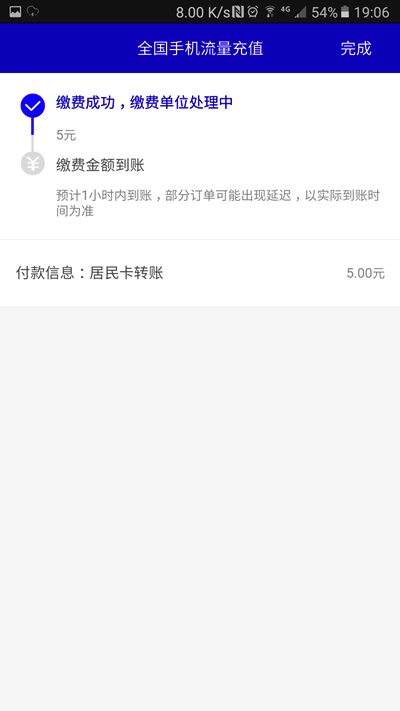 8.00 K/s 4G 54% 19:06
全国手机流量充值 完成
缴费成功，缴费单位处理中
5元
缴费金额到账
预计1小时内到账，部分订单可能出现延迟，以实际到账时
间为准
付款信息：居民卡转账 5.00元